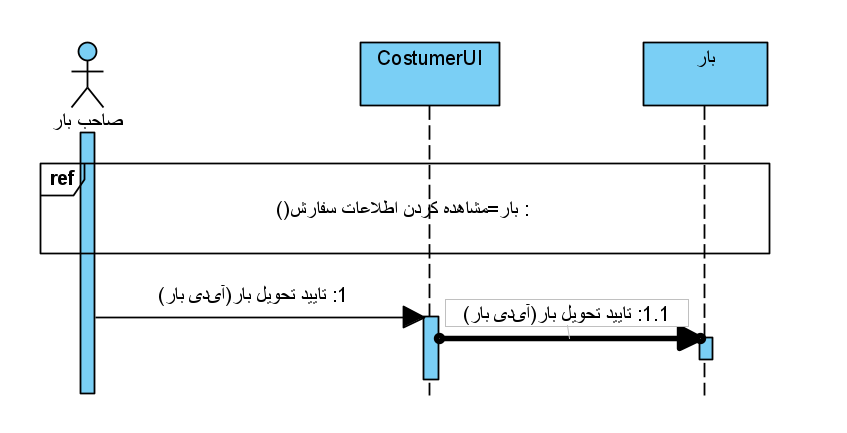 CostumerUI
بار
صاحب بار
ref
: بار=مشاهده کردن اطلاعات سفارش()
1: تایید تحویل بار(آی‌دی بار)
1.1: تایید تحویل بار(آی‌دی بار)